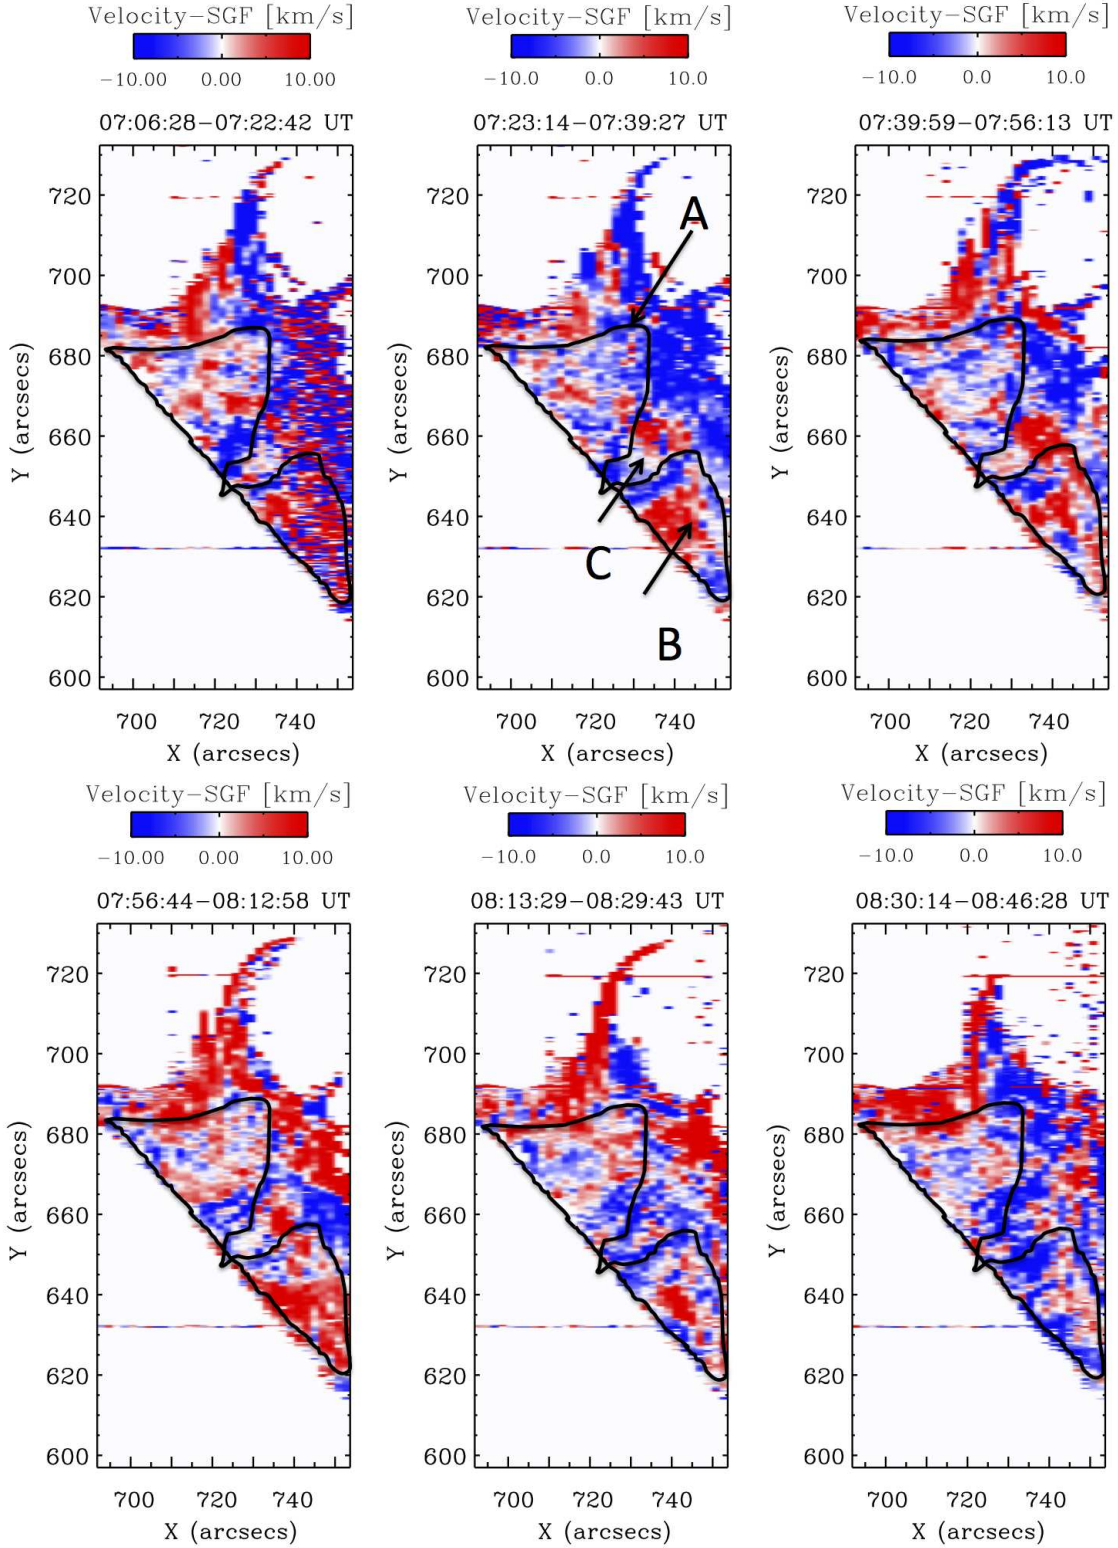 Velocity-SGF [km/s] Velocity-SGF [km/s] Velocity-SGF [km/s]
-10.00 0.00 10.00 -10.0 0.0 10.0 -10.0 0.0 10.0
07:06:28-07:22:42 UT 07:23:14-07:39:27 UT 07:39:59-07:56:13 UT
720 720 720
A
700 700 700
680 680 680
Y (arcsecs) Y (arcsecs) Y (arcsecs)
660 660 660
640 640 640
C
620 620 620
B
600 600 600
700 720 740 700 720 740 700 720 740
X (arcsecs) X (arcsecs) X (arcsecs)
Velocity-SGF [km/s] Velocity-SGF [km/s] Velocity-SGF [km/s]
-10.00 0.00 10.00 -10.0 0.0 10.0 -10.0 0.0 10.0
07:56:44-08:12:58 UT 08:13:29-08:29:43 UT 08:30:14-08:46:28 UT
720 720 720
700 700 700
680 680 680
Y (arcsecs) Y (arcsecs) Y (arcsecs)
660 660 660
640 640 640
620 620 620
600 600 600
700 720 740 700 720 740 700 720 740
X (arcsecs) X (arcsecs) X (arcsecs)